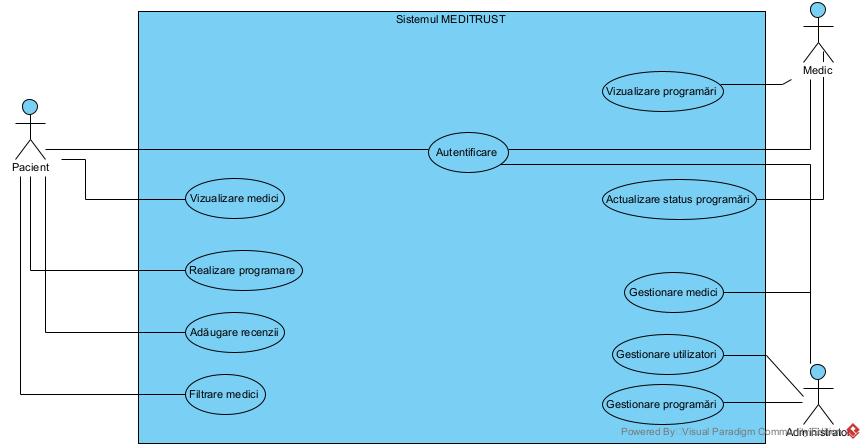 Sistemul MEDITRUST
Medic
Vizualizare programări
Autentificare
Pacient
Vizualizare medici
Actualizare status programări
Realizare programare
Gestionare medici
Adăugare recenzii
Gestionare utilizatori
Filtrare medici
Gestionare programări
Powered By Visual Paradigm
Administrator